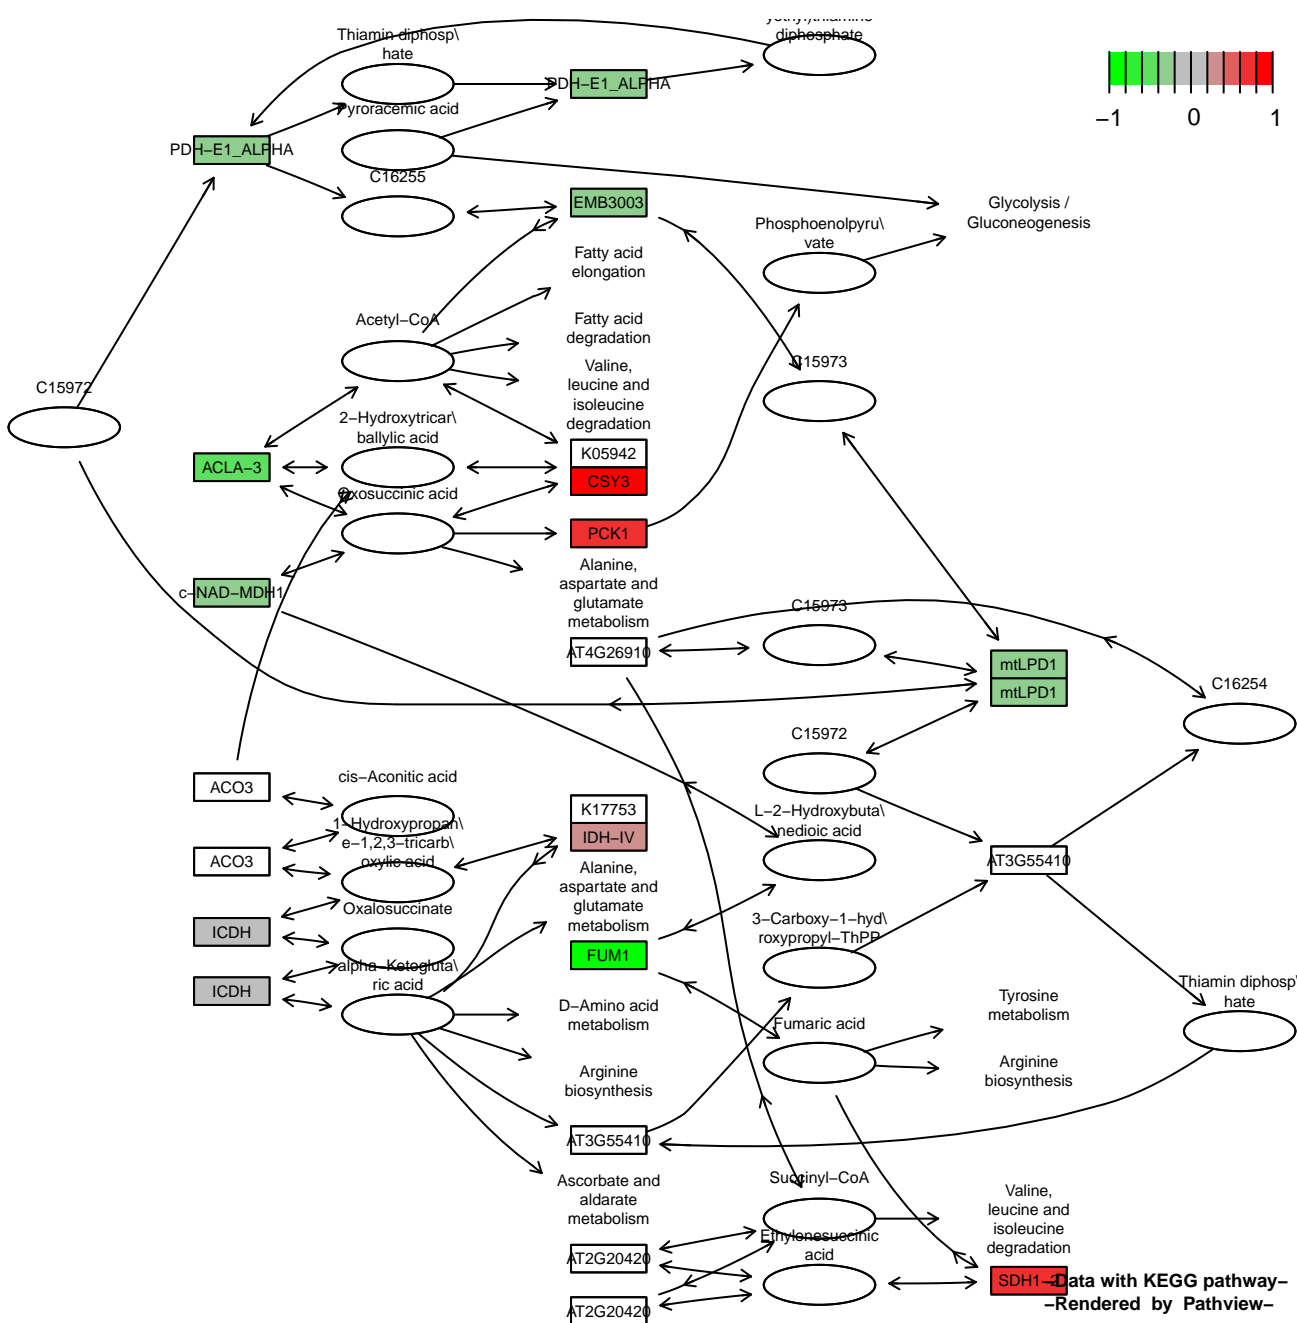 diphosphate
Thiamin diphosp\
hate
PDH−E1_ALPHA
−1
0
1
Pyroracemic acid
PDH−E1_ALPHA
C16255
EMB3003
Glycolysis /
Gluconeogenesis
Phosphoenolpyru\
vate
Fatty acid
elongation
Acetyl−CoA
Fatty acid
degradation
C15973
Valine,
leucine and
isoleucine
degradation
C15972
2−Hydroxytricar\
ballylic acid
K05942
ACLA−3
CSY3
Oxosuccinic acid
PCK1
Alanine,
aspartate and
glutamate
metabolism
c−NAD−MDH1
C15973
AT4G26910
mtLPD1
mtLPD1
C16254
C15972
cis−Aconitic acid
ACO3
K17753
L−2−Hydroxybuta\
nedioic acid
1−Hydroxypropan\
e−1,2,3−tricarb\
oxylic acid
IDH−IV
ACO3
AT3G55410
Alanine,
aspartate and
glutamate
metabolism
Oxalosuccinate
3−Carboxy−1−hyd\
roxypropyl−ThPP
ICDH
FUM1
alpha−Ketogluta\
ric acid
ICDH
Thiamin diphosp\
hate
D−Amino acid
metabolism
Tyrosine
metabolism
Fumaric acid
Arginine
biosynthesis
Arginine
biosynthesis
AT3G55410
Ascorbate and
aldarate
metabolism
Succinyl−CoA
Valine,
leucine and
isoleucine
degradation
Ethylenesuccinic
acid
AT2G20420
SDH1−2
−Data with KEGG pathway−
−Rendered by Pathview−
AT2G20420